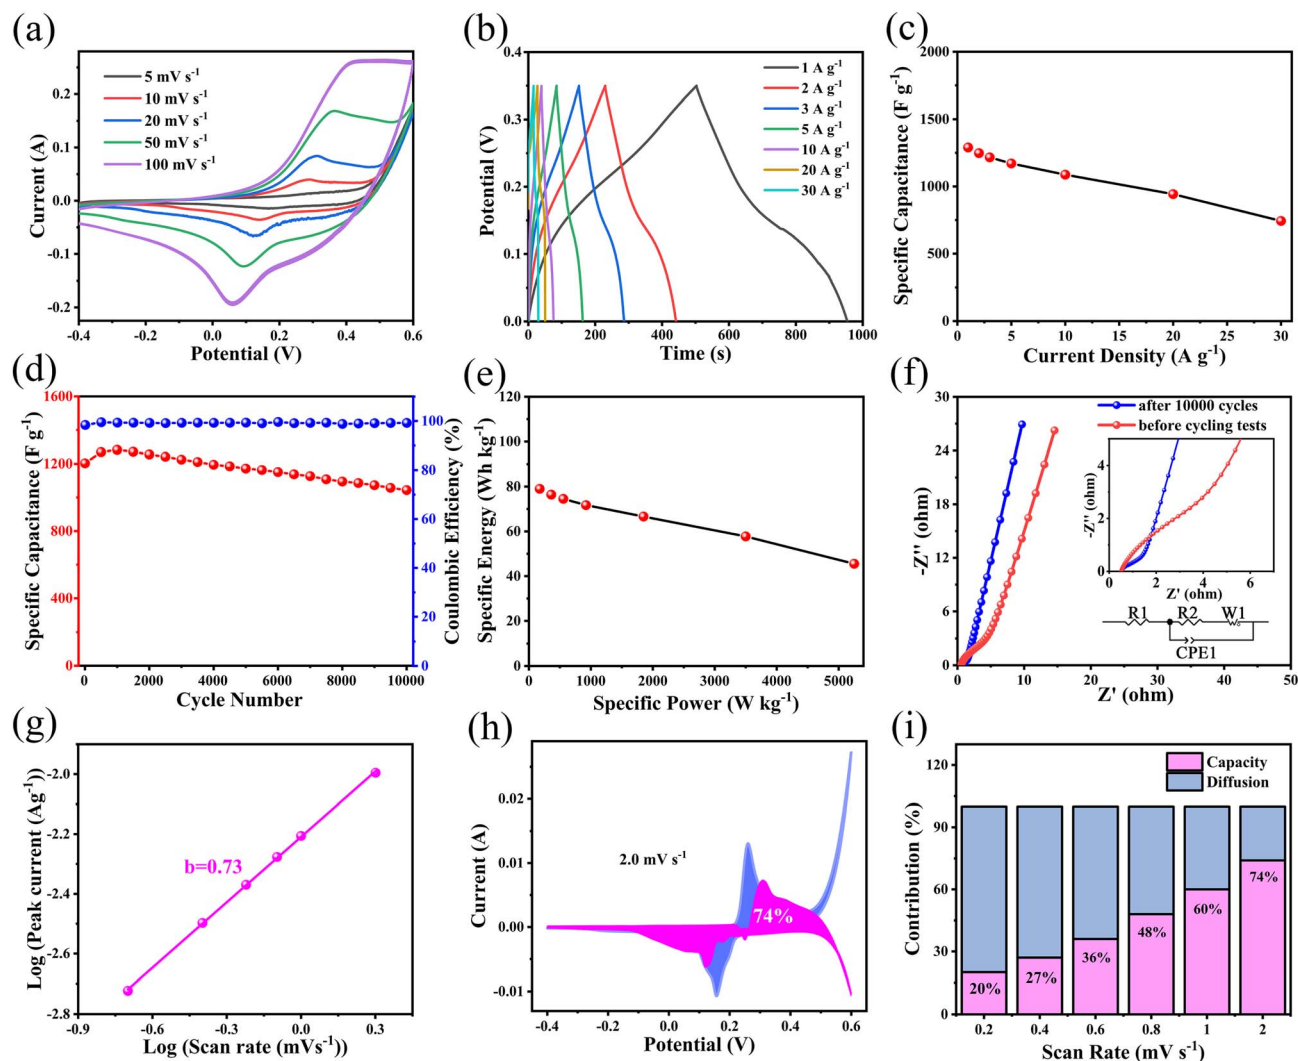 (a)
Current (A)
0.2
0.1
0.0
-0.1
-0.2
5 mV s⁻¹
10 mV s⁻¹
20 mV s⁻¹
50 mV s⁻¹
100 mV s⁻¹
-0.4 -0.2 0.0 0.2 0.4 0.6
Potential (V)
(b)
Potential (V)
0.4
0.3
0.2
0.1
0.0
1 A g⁻¹
2 A g⁻¹
3 A g⁻¹
5 A g⁻¹
10 A g⁻¹
20 A g⁻¹
30 A g⁻¹
0 200 400 600 800 1000
Time (s)
(c)
Specific Capacitance (F g⁻¹)
2000
1750
1500
1250
1000
750
500
250
0
0 5 10 15 20 25 30
Current Density (A g⁻¹)
(d)
Specific Capacitance (F g⁻¹)
1600
1200
800
400
0
100
80
60
40
20
0
Coulombic Efficiency (%)
0 2000 4000 6000 8000 10000
Cycle Number
(e)
Specific Energy (Wh kg⁻¹)
120
100
80
60
40
20
0
0 1000 2000 3000 4000 5000
Specific Power (W kg⁻¹)
(f)
-Z'' (ohm)
30
24
18
12
6
0
after 10000 cycles
before cycling tests
-Z'' (ohm)
4
2
0
0 2 4 6
Z' (ohm)
R1 R2 W1
CPE1
0 10 20 30 40 50
Z' (ohm)
(g)
Log (Peak current (Ag⁻¹))
-2.0
-2.2
-2.4
-2.6
-2.8
b=0.73
-0.9 -0.6 -0.3 0.0 0.3
Log (Scan rate (mVs⁻¹))
(h)
Current (A)
0.02
0.01
0.00
-0.01
2.0 mV s⁻¹
74%
-0.4 -0.2 0.0 0.2 0.4 0.6
Potential (V)
(i)
Contribution (%)
120
90
60
30
0
Capacity
Diffusion
20% 27% 36% 48% 60% 74%
0.2 0.4 0.6 0.8 1 2
Scan Rate (mV s⁻¹)